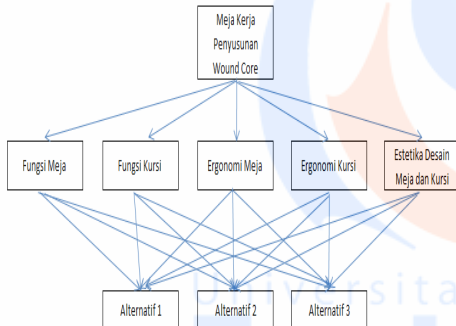 Meja Kerja
Penyusunan
Wound Core
Fungsi Meja
Fungsi Kursi
Ergonomi Meja
Ergonomi Kursi
Estetika Desain
Meja dan Kursi
Universita
Alternatif 1
Alternatif 2
Alternatif 3